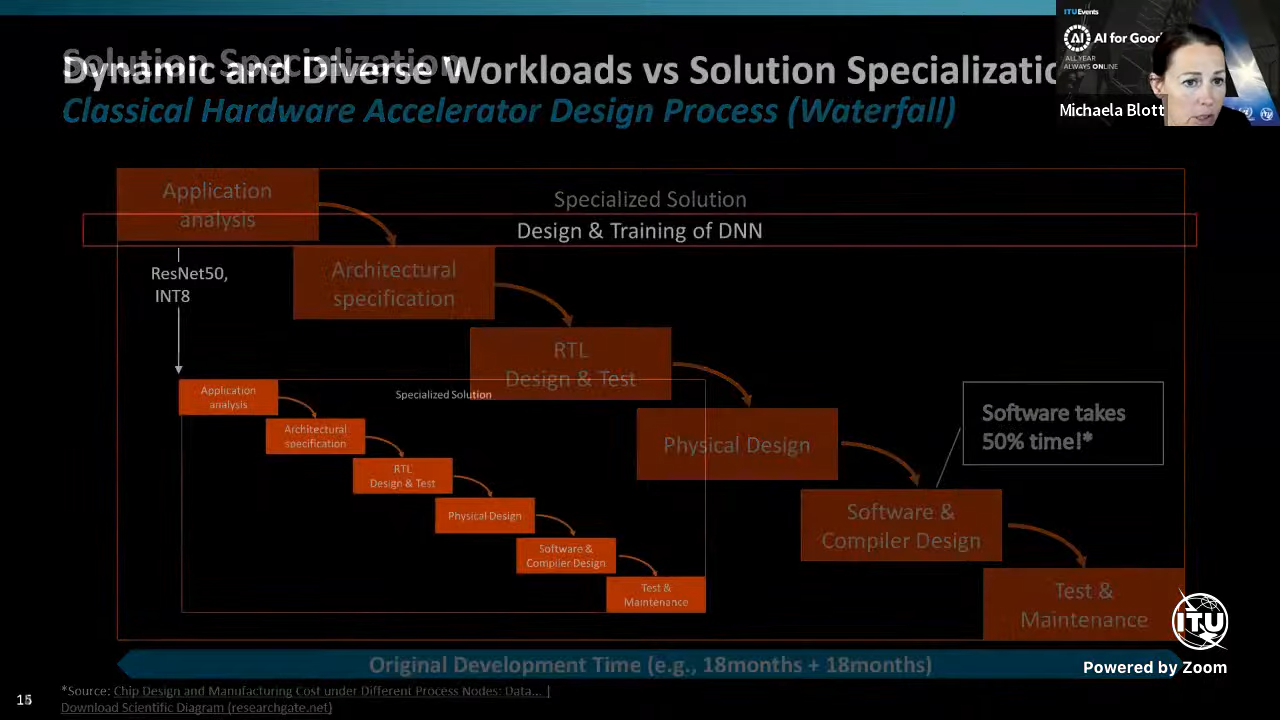 ITUEvents
AI for Good
ALL YEAR
ALWAYS ONLINE
Michaela Blott
Solution Specialization
Dynamic and Diverse Workloads vs Solution Specializatio
Classical Hardware Accelerator Design Process (Waterfall)
Application
analysis
Specialized Solution
Design & Training of DNN
ResNet50,
INT8
Architectural
specification
RTL
Design & Test
Physical Design
Software &
Compiler Design
Test &
Maintenance
Software takes
50% time!*
Application
analysis
Specialized Solution
Architectural
specification
RTL
Design & Test
Physical Design
Software &
Compiler Design
Test &
Maintenance
Original Development Time (e.g., 18months + 18months)
ITU
Powered by Zoom
*Source: Chip Design and Manufacturing Cost under Different Process Nodes: Data... |
Download Scientific Diagram (researchgate.net)